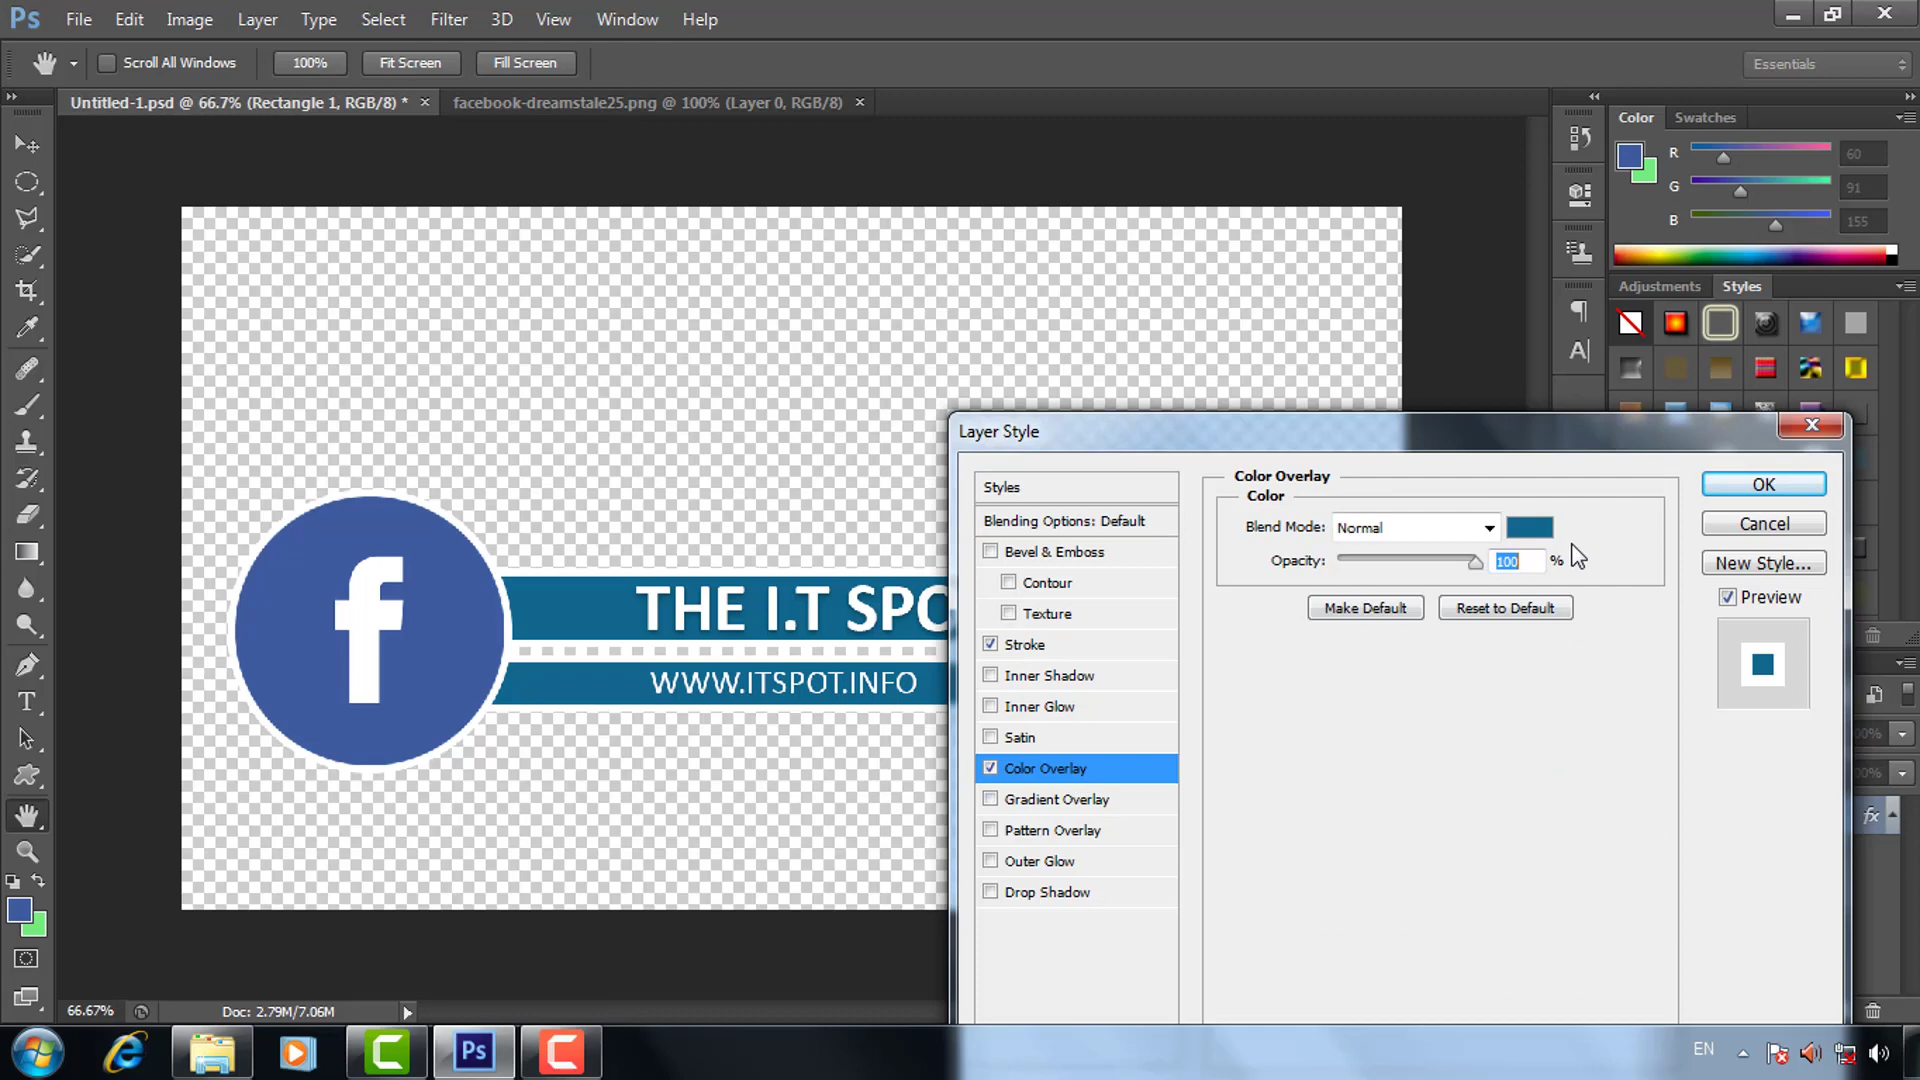 Ps File Edit Image Layer Type Select Filter 3D View Window Help
Scroll All Windows 100% Fit Screen Fill Screen Essentials
Untitled-1.psd @ 66.7% (Rectangle 1, RGB/8) * × facebook-dreamstale25.png @ 100% (Layer 0, RGB/8) ×
Color Swatches
R 60
G 91
B 155
Adjustments Styles
Layer Style
Styles
Blending Options: Default
Bevel & Emboss
Contour
Texture
Stroke
Inner Shadow
Inner Glow
Satin
Color Overlay
Gradient Overlay
Pattern Overlay
Outer Glow
Drop Shadow
Color Overlay
Color
Blend Mode: Normal
Opacity: 100 %
Make Default Reset to Default
OK
Cancel
New Style...
Preview
f
THE I.T SPO
WWW.ITSPOT.INFO
fx
66.67% Doc: 2.79M/7.06M
Ps
EN